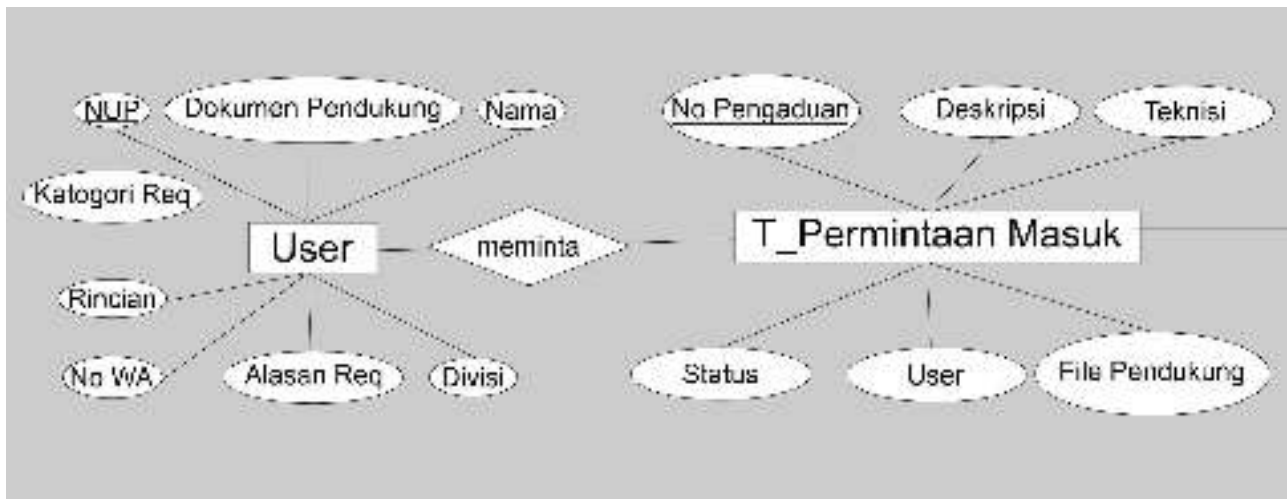 NUP
Dokumen Pendukung
Nama
No Pengaduan
Deskripsi
Teknisi
Katogori Req
User
meminta
T_Permintaan Masuk
Rincian
No WA
Alasan Req
Divisi
Status
User
File Pendukung